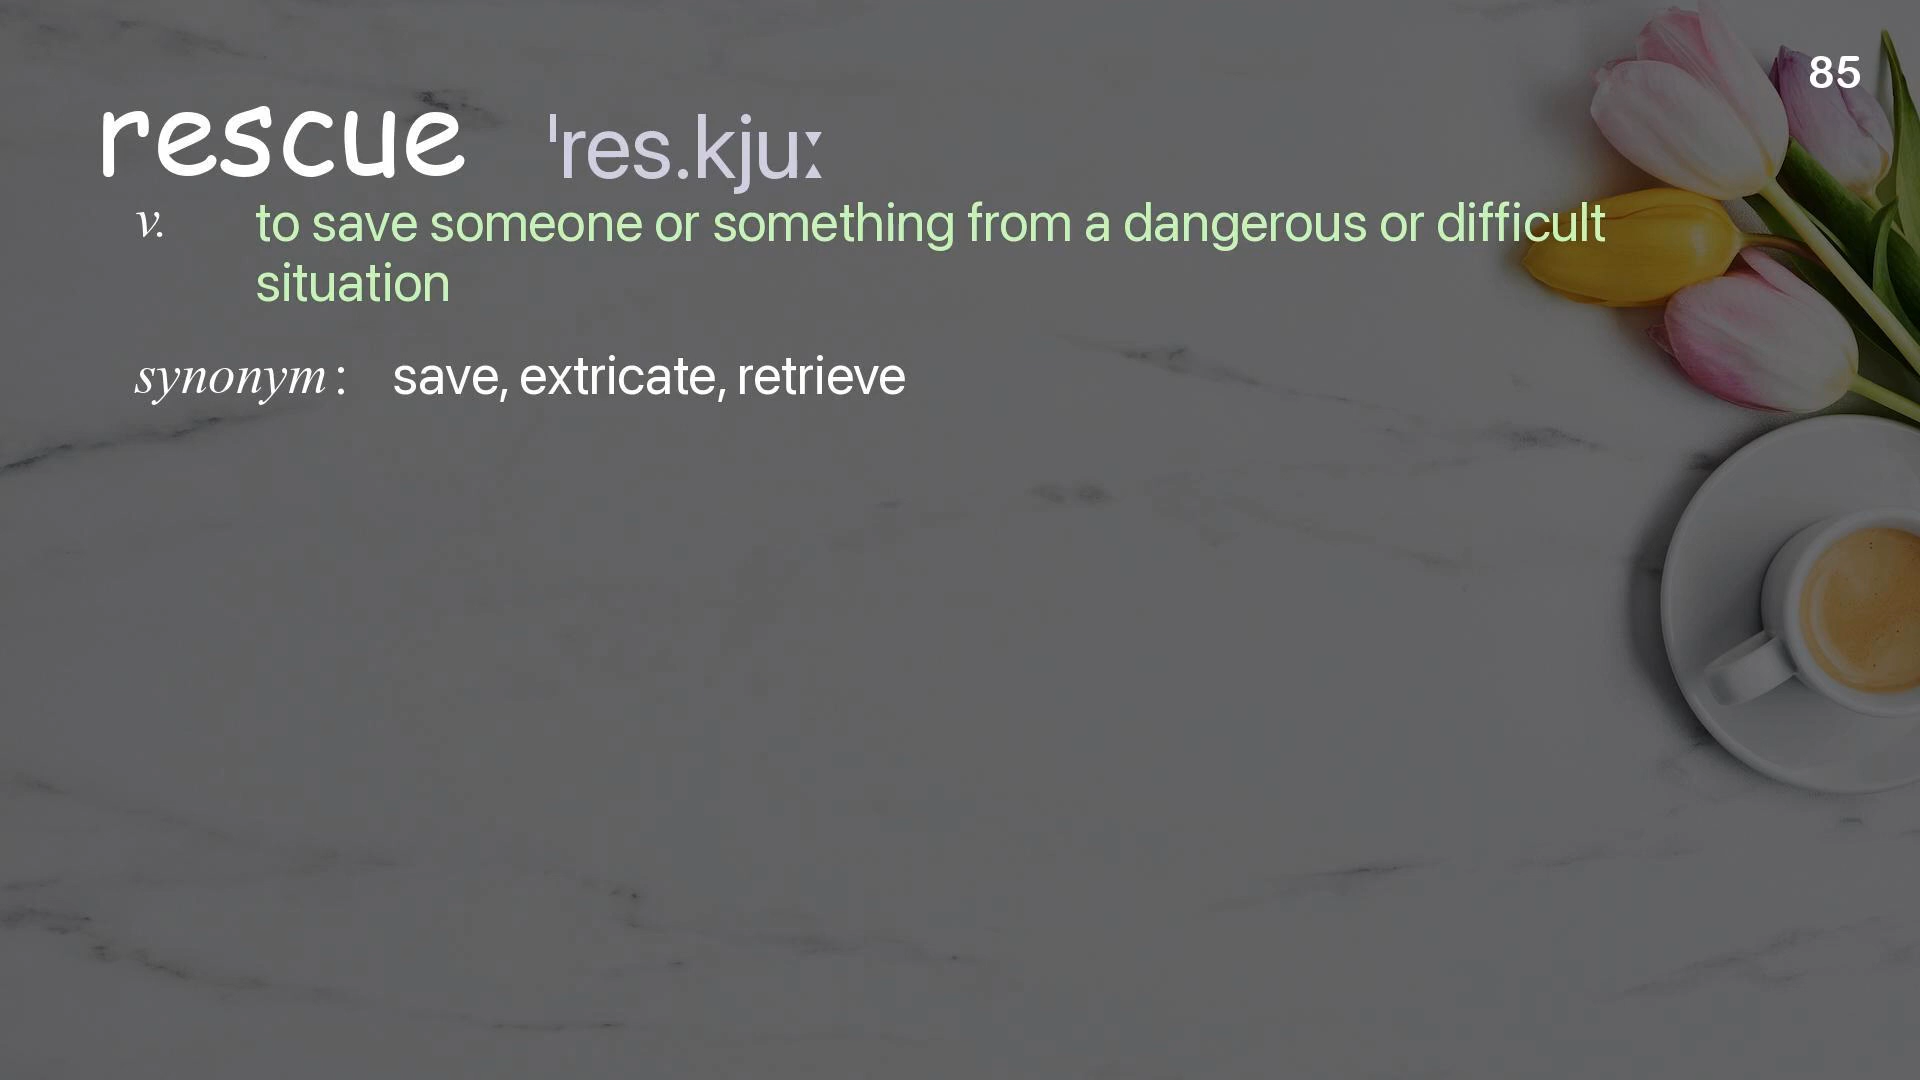 85
rescue ˈres.kjuː
v. to save someone or something from a dangerous or difficult
situation
synonym : save, extricate, retrieve